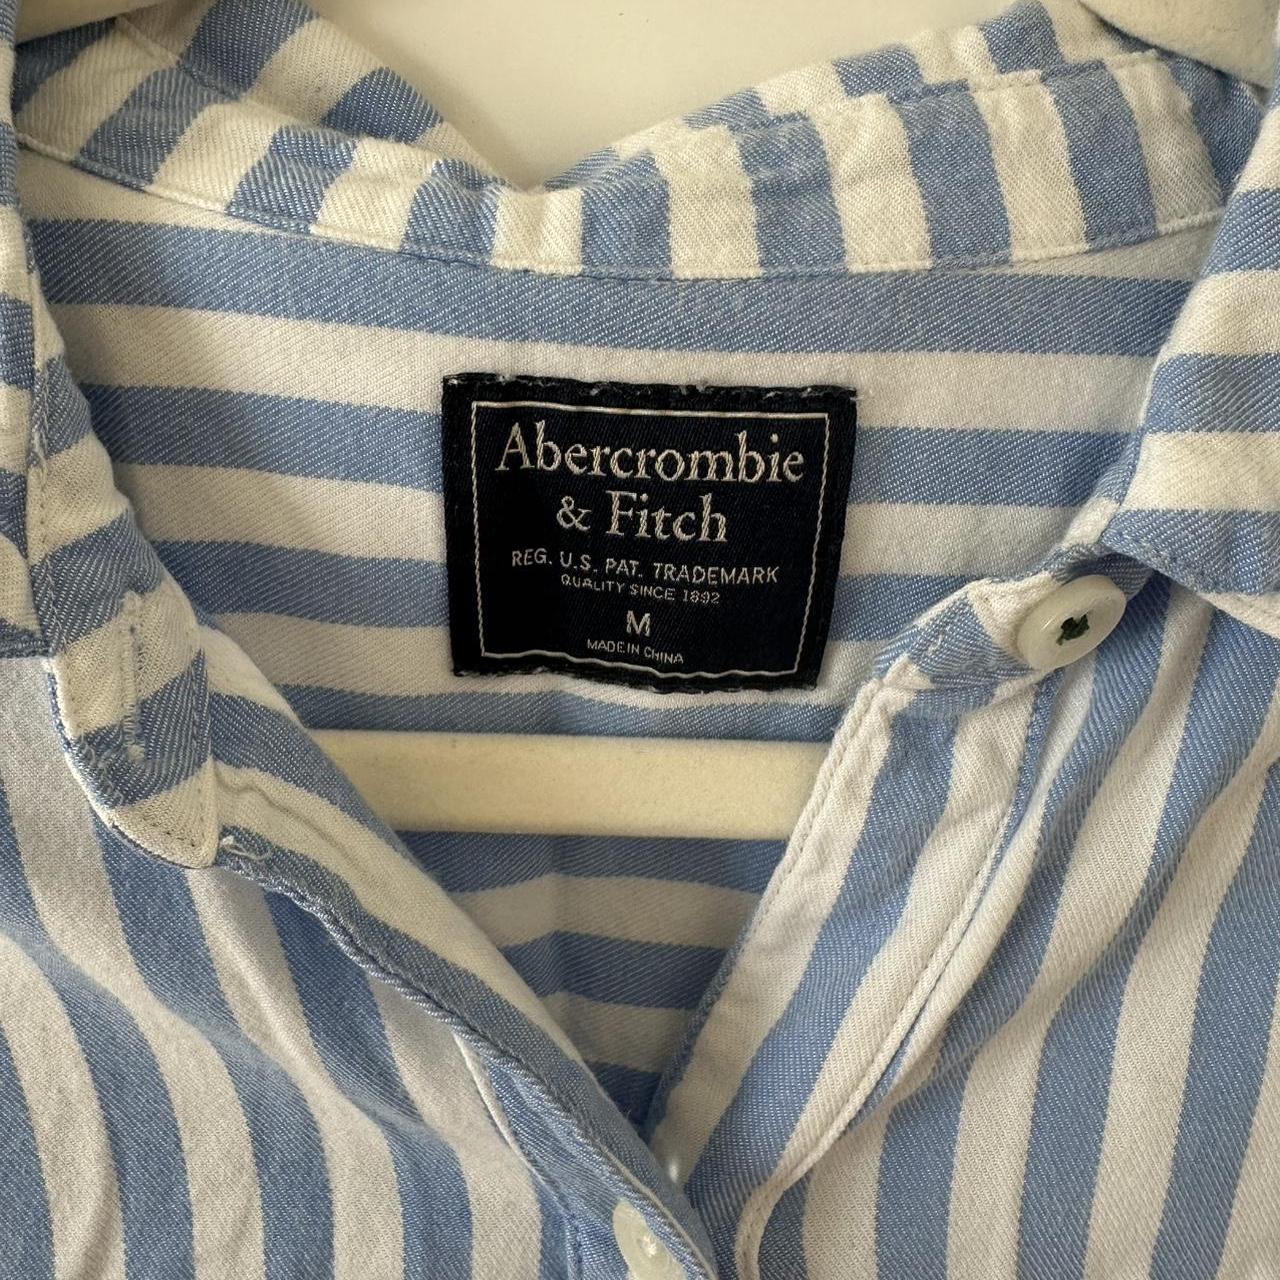 Abercrombie
& Fitch
REG. U.S. PAT. TRADEMARK
QUALITY SINCE 1892
M
MADE IN CHINA